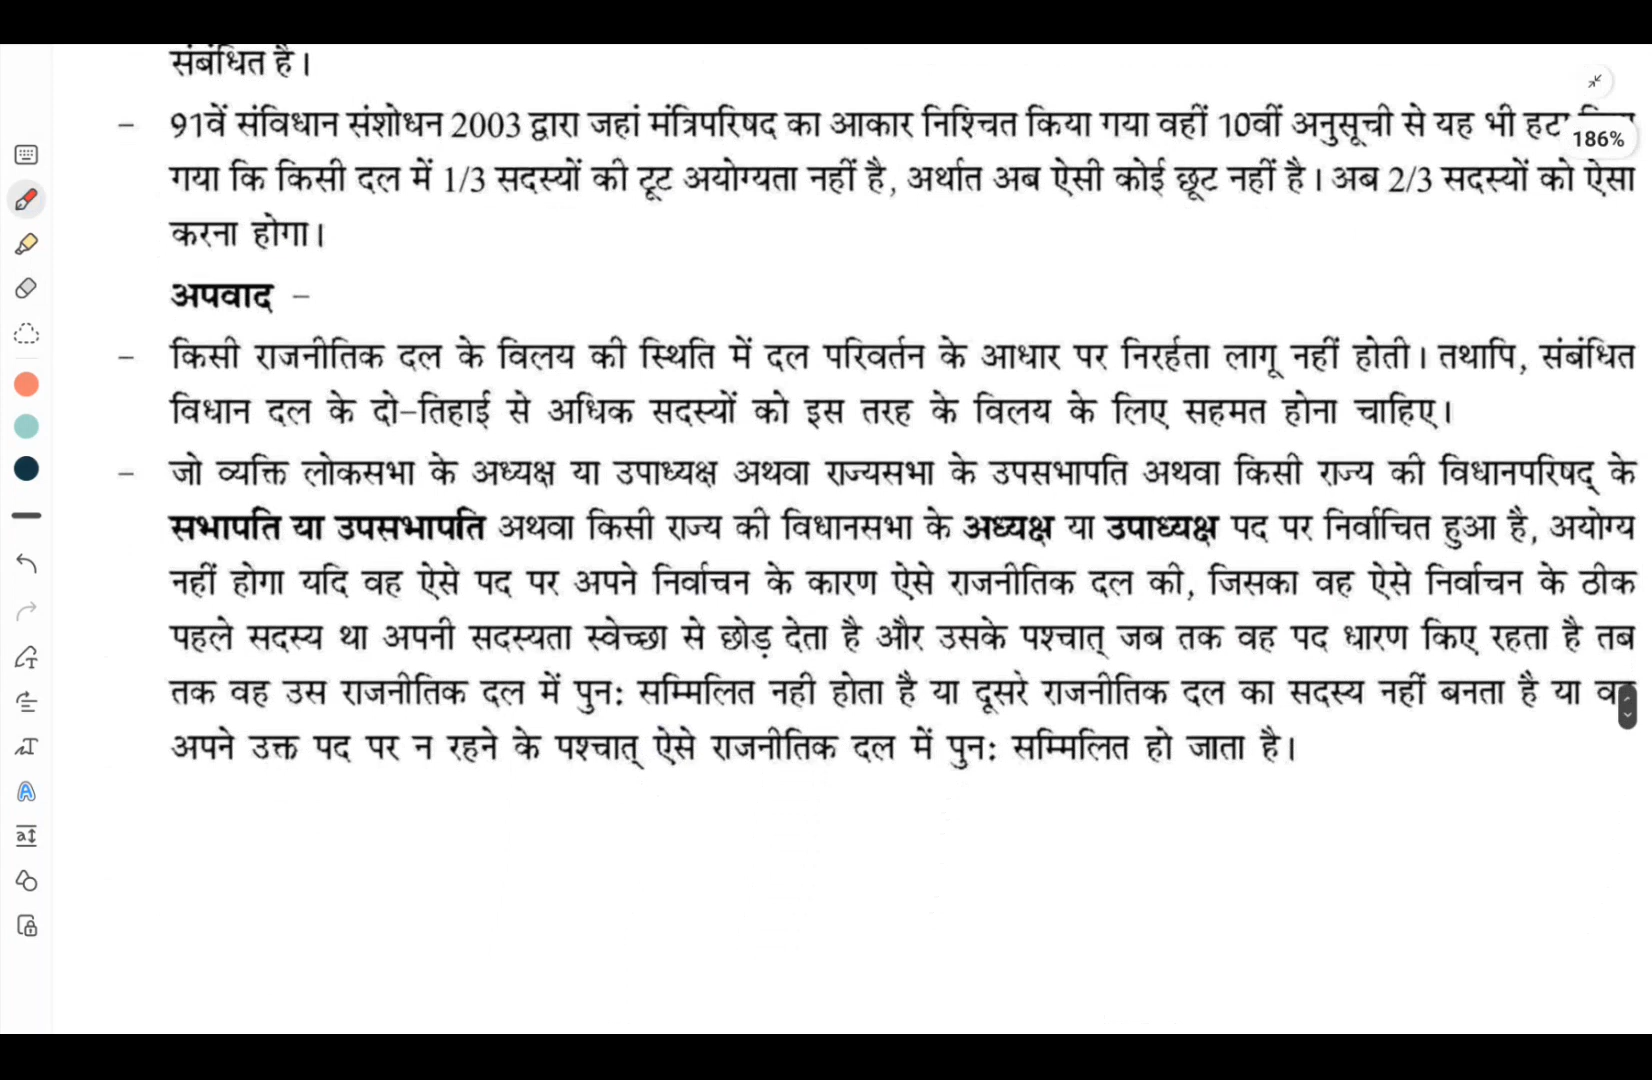 संबंधित है।
186%
- 91वें संविधान संशोधन 2003 द्वारा जहां मंत्रिपरिषद का आकार निश्चित किया गया वहीं 10वीं अनुसूची से यह भी
गया कि किसी दल में 1/3 सदस्यों की टूट अयोग्यता नहीं है, अर्थात अब ऐसी कोई छूट नहीं है। अब 2/3 सदस्यों को ऐसा
करना होगा।
अपवाद -
- किसी राजनीतिक दल के विलय की स्थिति में दल परिवर्तन के आधार पर निरर्हता लागू नहीं होती। तथापि, संबंधित
विधान दल के दो-तिहाई से अधिक सदस्यों को इस तरह के विलय के लिए सहमत होना चाहिए।
- जो व्यक्ति लोकसभा के अध्यक्ष या उपाध्यक्ष अथवा राज्यसभा के उपसभापति अथवा किसी राज्य की विधानपरिषद् के
सभापति या उपसभापति अथवा किसी राज्य की विधानसभा के अध्यक्ष या उपाध्यक्ष पद पर निर्वाचित हुआ है, अयोग्य
नहीं होगा यदि वह ऐसे पद पर अपने निर्वाचन के कारण ऐसे राजनीतिक दल की, जिसका वह ऐसे निर्वाचन के ठीक
पहले सदस्य था अपनी सदस्यता स्वेच्छा से छोड़ देता है और उसके पश्चात् जब तक वह पद धारण किए रहता है तब
तक वह उस राजनीतिक दल में पुन: सम्मिलित नही होता है या दूसरे राजनीतिक दल का सदस्य नहीं बनता है या
अपने उक्त पद पर न रहने के पश्चात् ऐसे राजनीतिक दल में पुन: सम्मिलित हो जाता है।